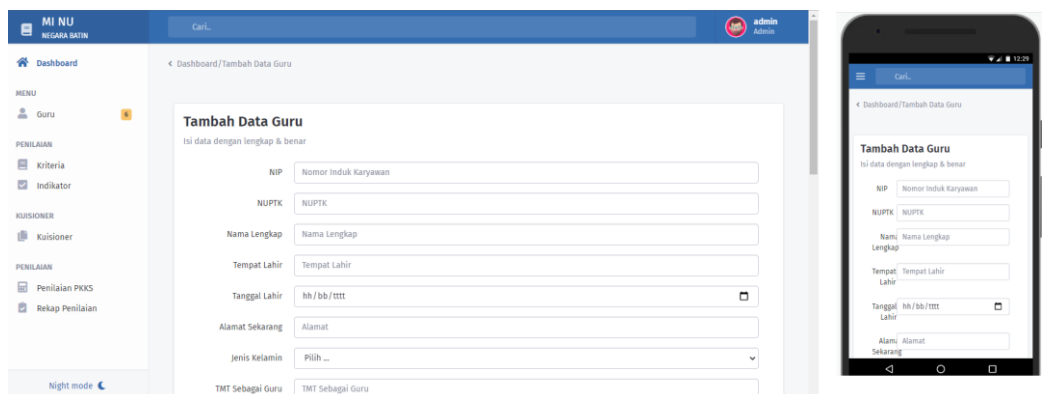 MI NU
NEGARA BATIN
Cari..
admin
Admin
Dashboard
MENU
Guru 6
PENILAIAN
Kriteria
Indikator
KUISIONER
Kuisioner
PENILAIAN
Penilaian PKKS
Rekap Penilaian
Night mode
< Dashboard/Tambah Data Guru
Tambah Data Guru
Isi data dengan lengkap & benar
NIP Nomor Induk Karyawan
NUPTK NUPTK
Nama Lengkap Nama Lengkap
Tempat Lahir Tempat Lahir
Tanggal Lahir hh/bb/tttt
Alamat Sekarang Alamat
Jenis Kelamin Pilih ...
TMT Sebagai Guru TMT Sebagai Guru
12:29
Cari..
< Dashboard/Tambah Data Guru
Tambah Data Guru
Isi data dengan lengkap & benar
NIP Nomor Induk Karyawan
NUPTK NUPTK
Nama Nama Lengkap
Lengkap
Tempat Tempat Lahir
Lahir
Tanggal hh/bb/tttt
Lahir
Alama Alamat
Sekarang